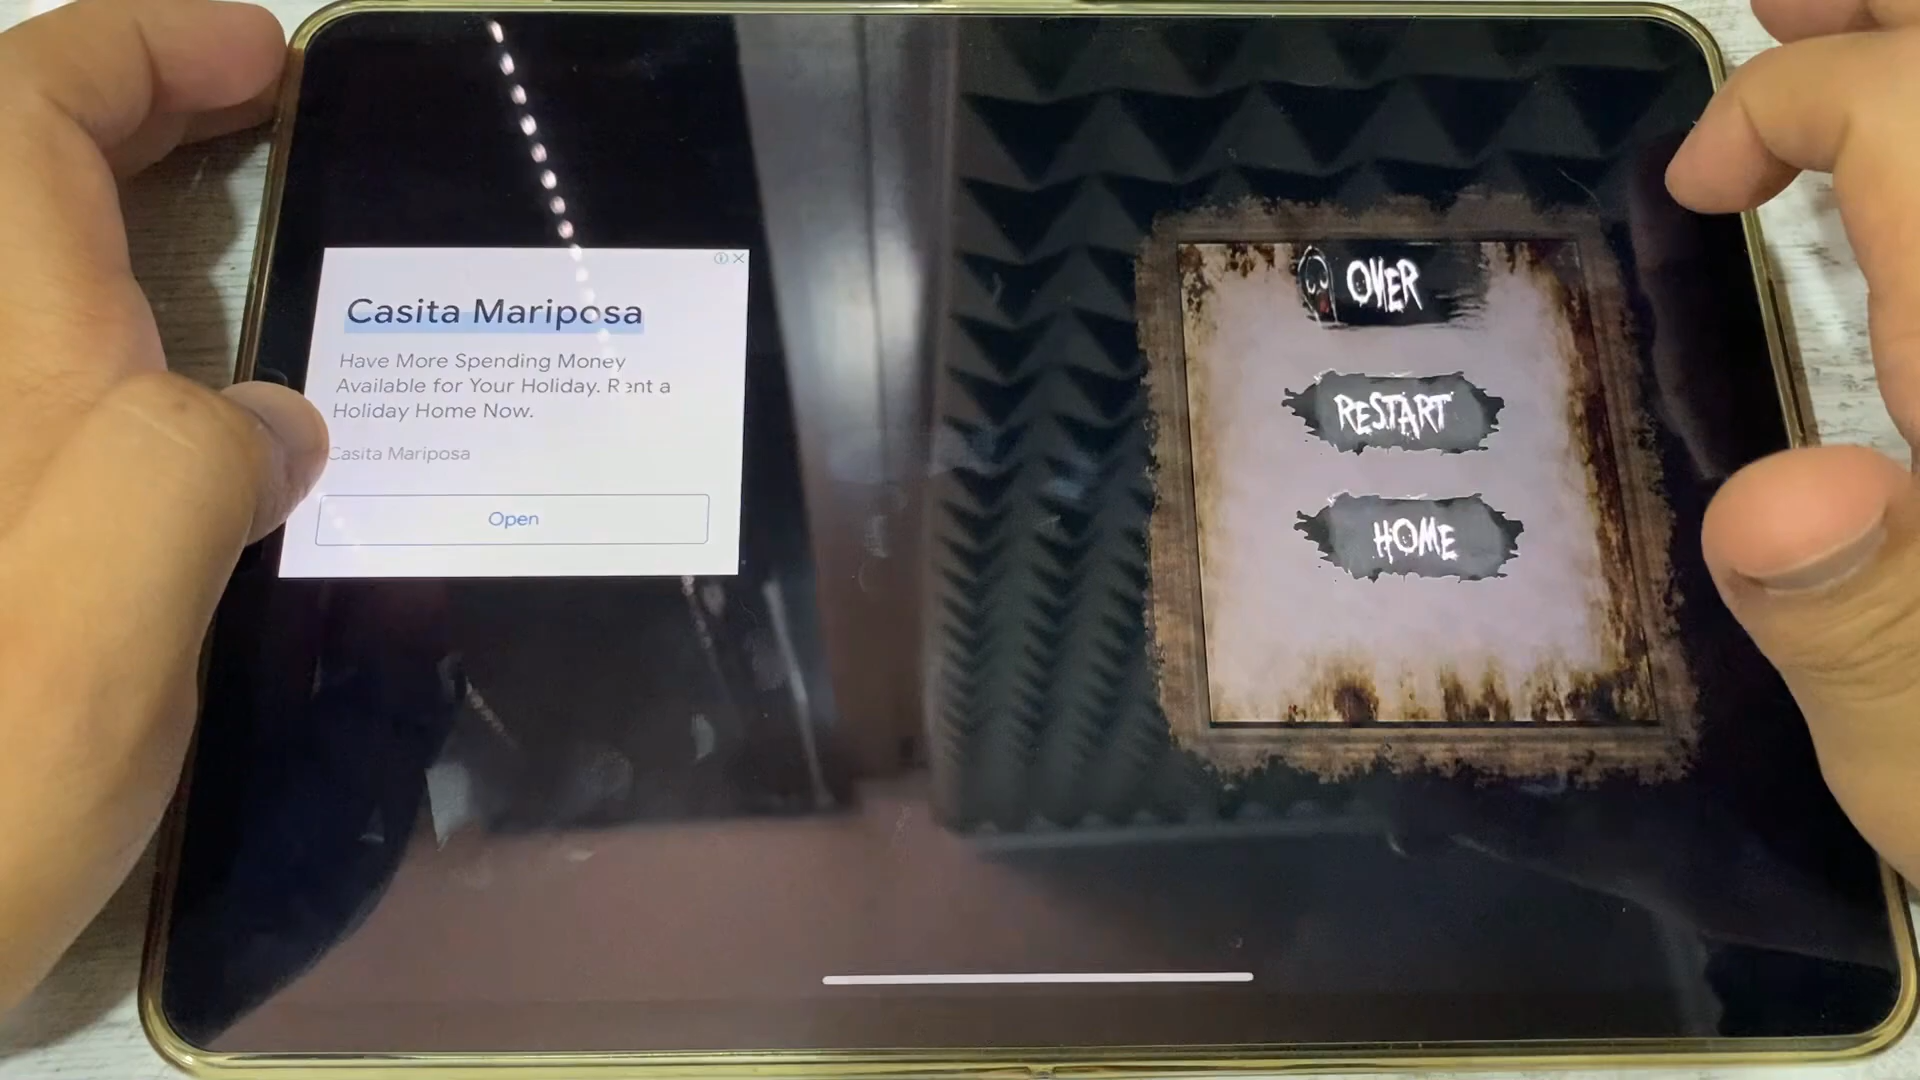 Casita Mariposa
Have More Spending Money
Available for Your Holiday. Rent a
Holiday Home Now.
Casita Mariposa
Open
OVER
RESTART
HOME